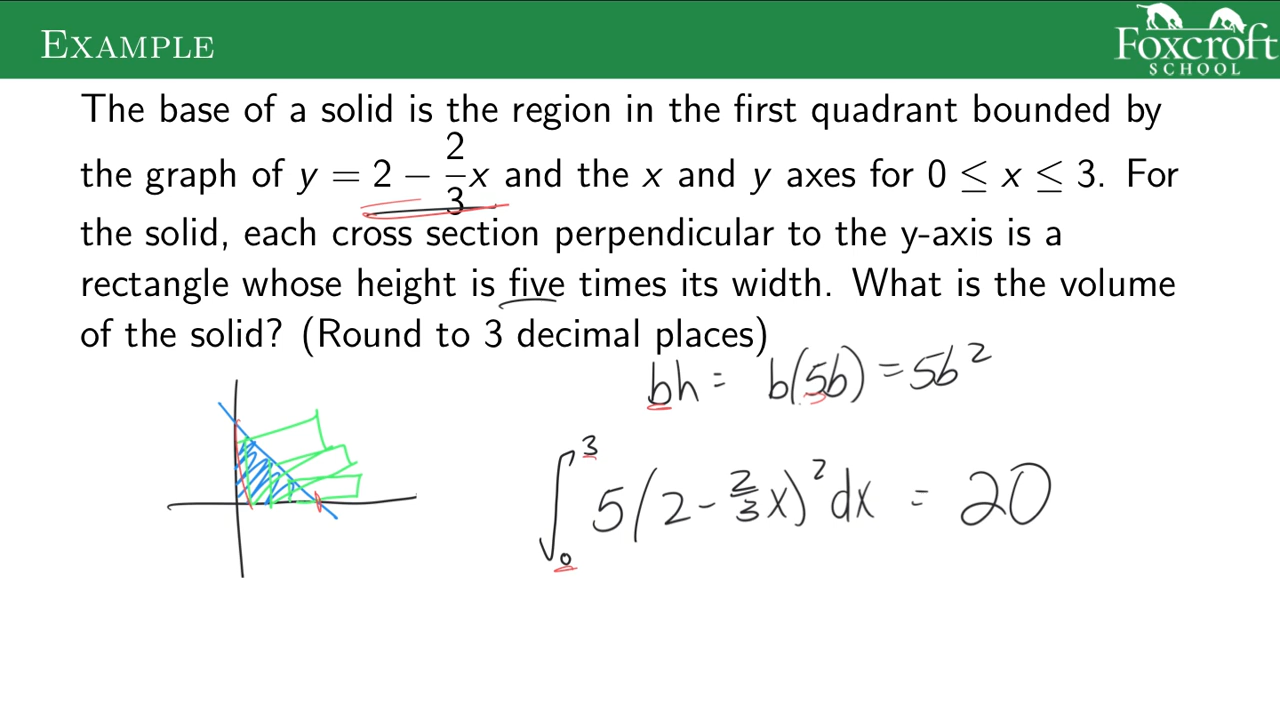 EXAMPLE
Foxcroft
SCHOOL
The base of a solid is the region in the first quadrant bounded by
the graph of y = 2 − 2/3 x and the x and y axes for 0 ≤ x ≤ 3. For
the solid, each cross section perpendicular to the y-axis is a
rectangle whose height is five times its width. What is the volume
of the solid? (Round to 3 decimal places)
bh = b(5b) = 5b²
∫₀³ 5(2 - 2/3 x)² dx = 20